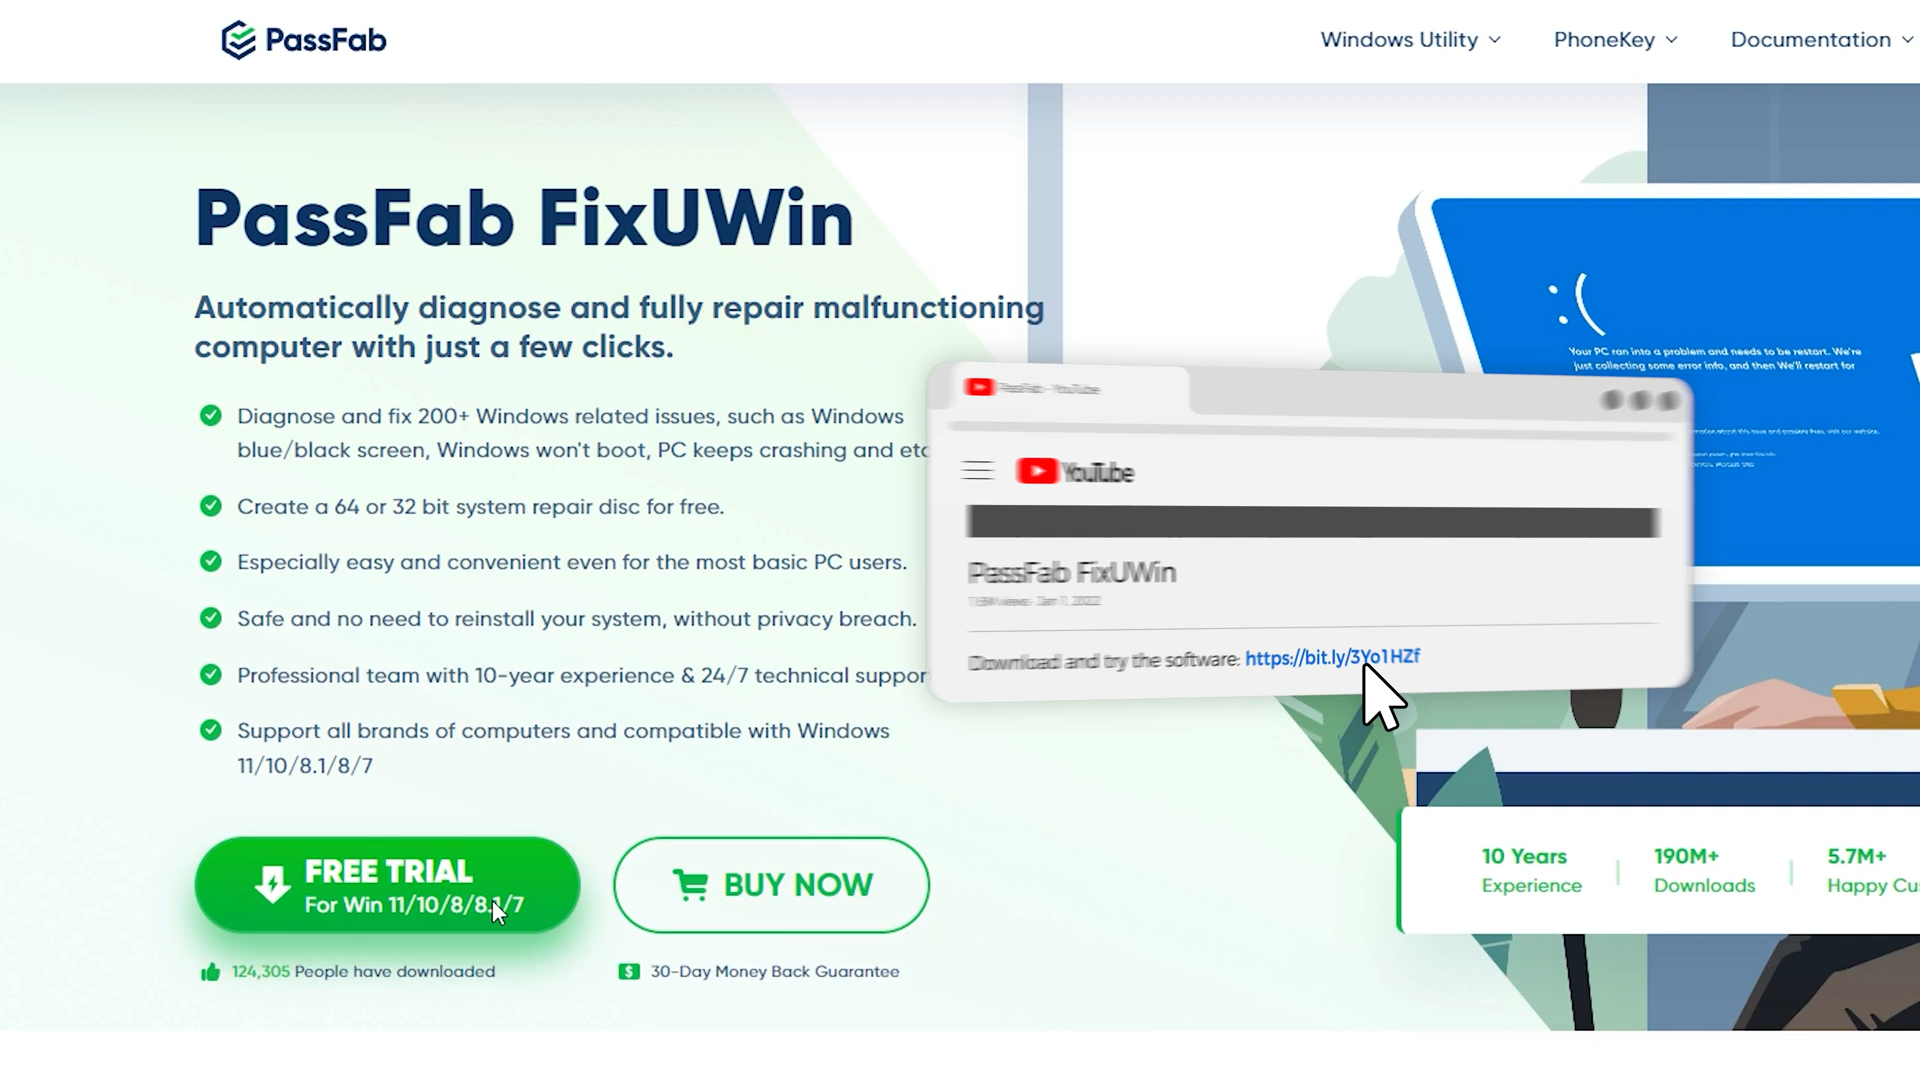 PassFab
Windows Utility
PhoneKey
Documentation
PassFab FixUWin
Automatically diagnose and fully repair malfunctioning
computer with just a few clicks.
Diagnose and fix 200+ Windows related issues, such as Windows
blue/black screen, Windows won't boot, PC keeps crashing and etc
Create a 64 or 32 bit system repair disc for free.
Especially easy and convenient even for the most basic PC users.
Safe and no need to reinstall your system, without privacy breach.
Professional team with 10-year experience & 24/7 technical suppor
Support all brands of computers and compatible with Windows
11/10/8.1/8/7
FREE TRIAL
For Win 11/10/8/8.1/7
BUY NOW
124,305 People have downloaded
30-Day Money Back Guarantee
:(
Your PC ran into a problem and needs to be restart. We're
just collecting some error info, and then We'll restart for
PassFab - YouTube
YouTube
PassFab FixUWin
Jan 1, 2022
Download and try the software: https://bit.ly/3Yo1HZf
10 Years
Experience
190M+
Downloads
5.7M+
Happy Cu